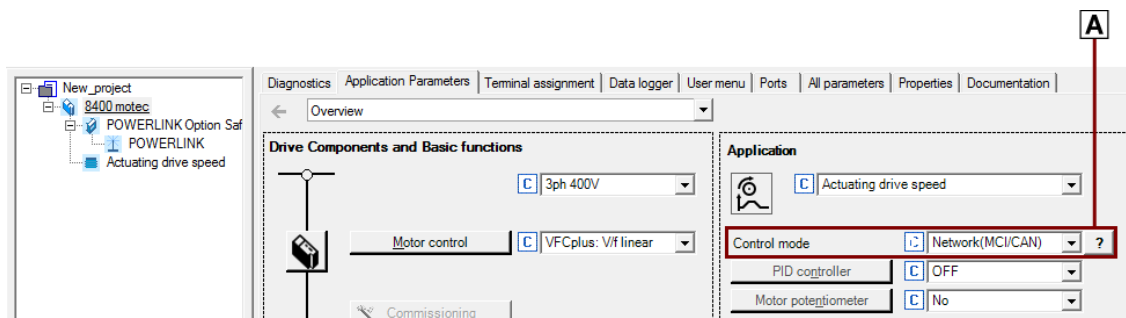 A
New_project
8400 motec
POWERLINK Option Saf
POWERLINK
Actuating drive speed
Diagnostics Application Parameters Terminal assignment Data logger User menu Ports All parameters Properties Documentation
Overview
Drive Components and Basic functions
C 3ph 400V
Motor control C VFCplus: V/f linear
Commissioning
Application
C Actuating drive speed
Control mode C Network(MCI/CAN) ?
PID controller C OFF
Motor potentiometer C No